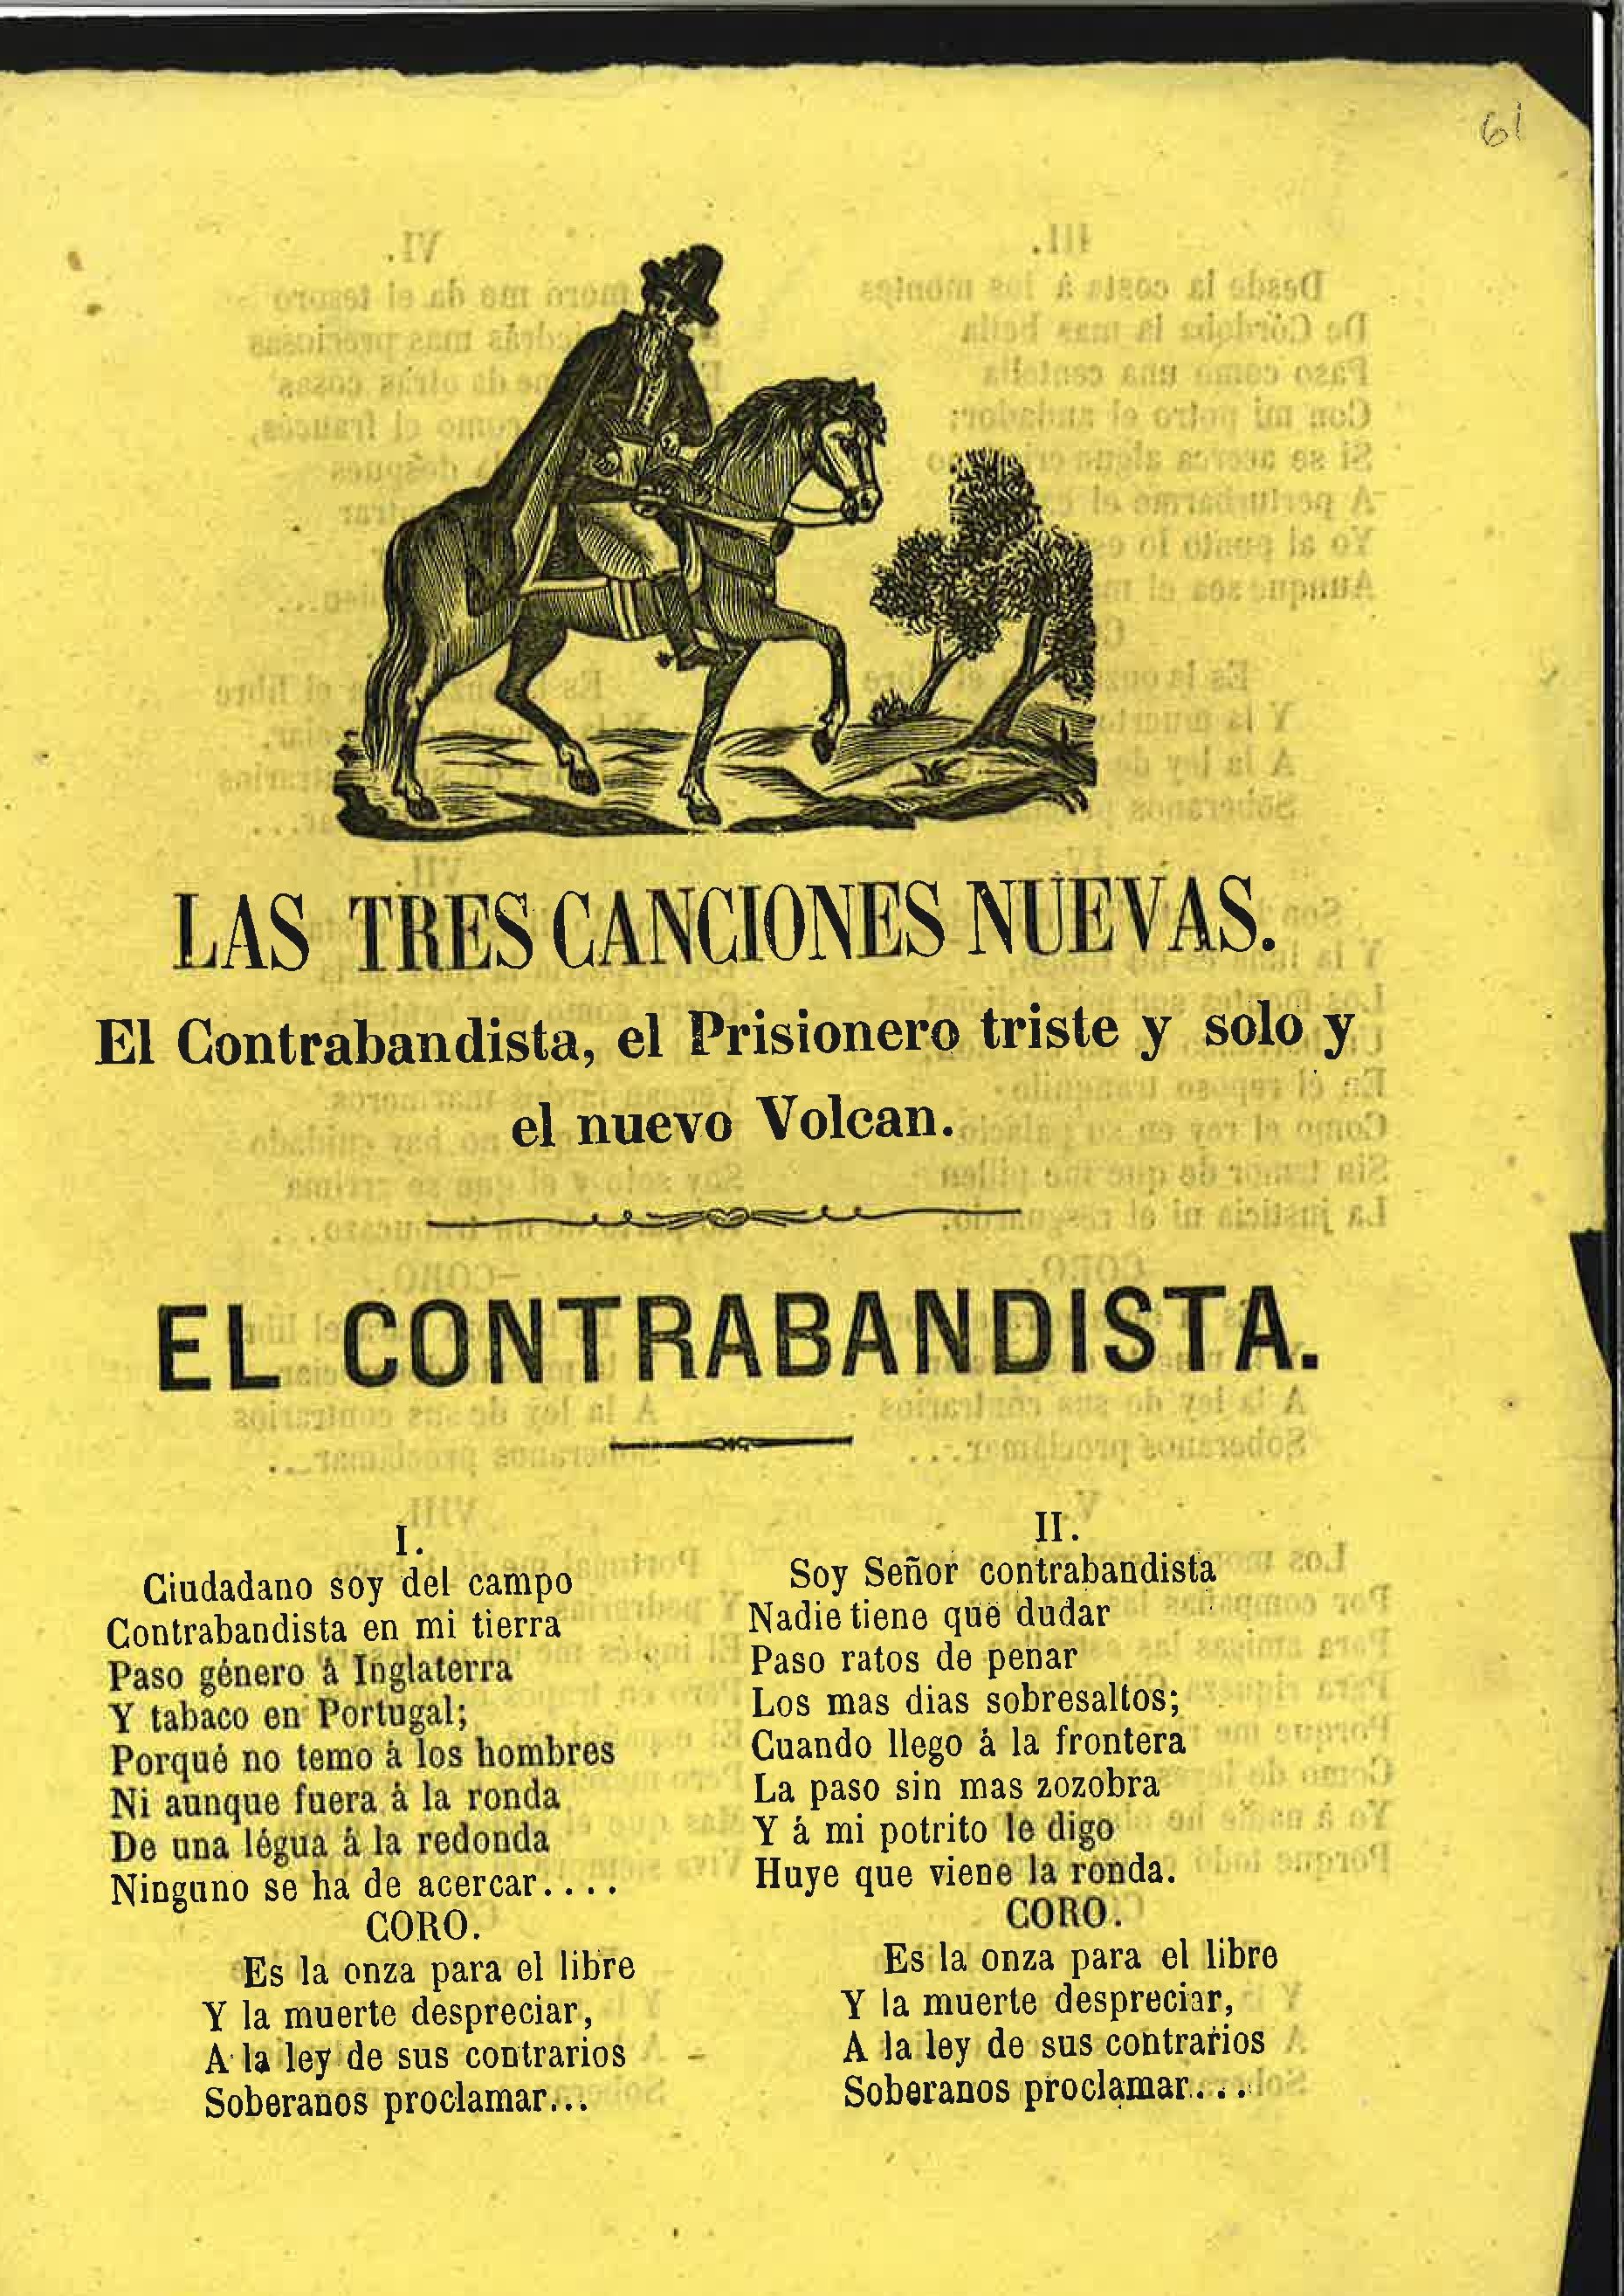 61
LAS TRES CANCIONES NUEVAS.
El Contrabandista, el Prisionero triste y solo y
el nuevo Volcan.
EL CONTRABANDISTA.
I.
Ciudadano soy del campo
Contrabandista en mi tierra
Paso género á Inglaterra
Y tabaco en Portugal;
Porqué no temo á los hombres
Ni aunque fuera á la ronda
De una légua á la redonda
Ninguno se ha de acercar....
CORO.
Es la onza para el libre
Y la muerte despreciar,
A la ley de sus contrarios
Soberanos proclamar...
II.
Soy Señor contrabandista
Nadie tiene que dudar
Paso ratos de penar
Los mas dias sobresaltos;
Cuando llego á la frontera
La paso sin mas zozobra
Y á mi potrito le digo
Huye que viene la ronda.
CORO.
Es la onza para el libre
Y la muerte despreciar,
A la ley de sus contrarios
Soberanos proclamar....